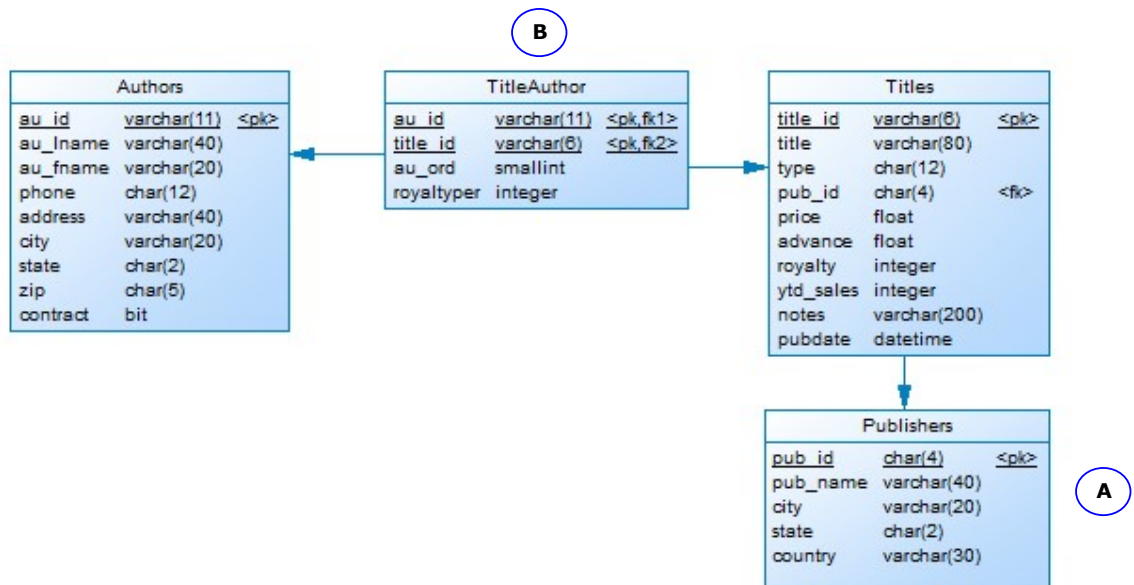 B
Authors
au_id varchar(11) <pk>
au_lname varchar(40)
au_fname varchar(20)
phone char(12)
address varchar(40)
city varchar(20)
state char(2)
zip char(5)
contract bit
TitleAuthor
au_id varchar(11) <pk,fk1>
title_id varchar(6) <pk,fk2>
au_ord smallint
royaltyper integer
Titles
title_id varchar(6) <pk>
title varchar(80)
type char(12)
pub_id char(4) <fk>
price float
advance float
royalty integer
ytd_sales integer
notes varchar(200)
pubdate datetime
Publishers
pub_id char(4) <pk>
pub_name varchar(40)
city varchar(20)
state char(2)
country varchar(30)
A